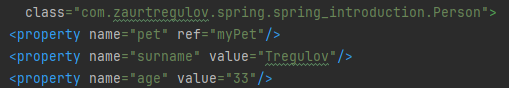 class="com.zaurtregulov.spring.spring_introduction.Person">
<property name="pet" ref="myPet"/>
<property name="surname" value="Tregulov"/>
<property name="age" value="33"/>